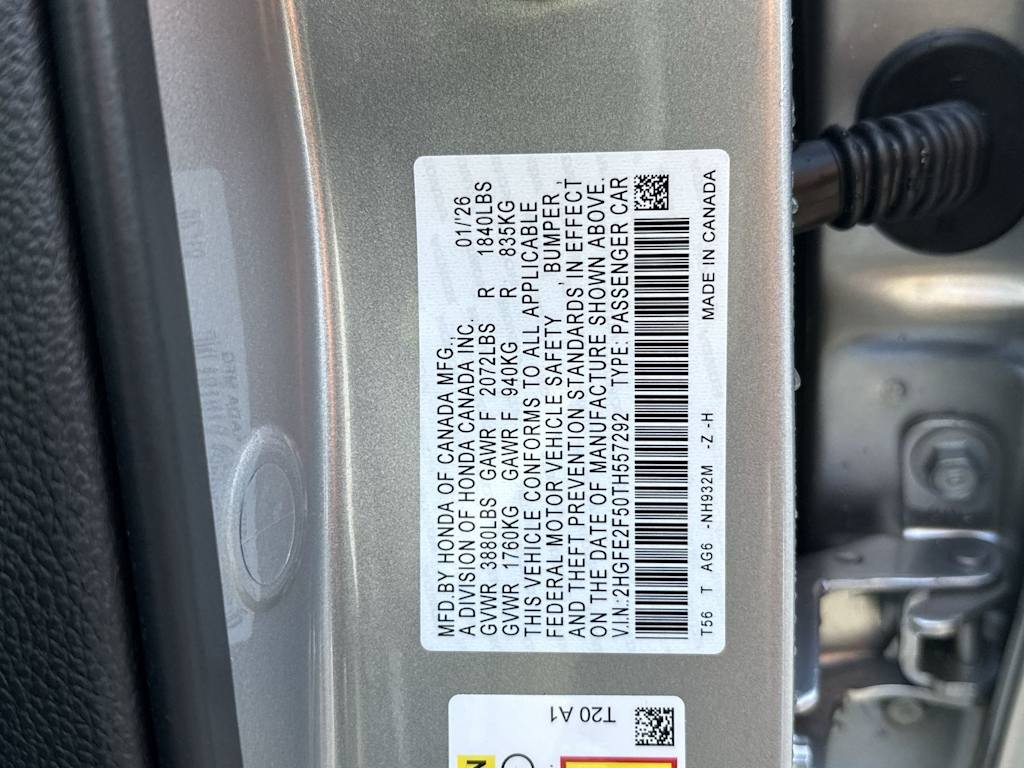 MFD.BY HONDA OF CANADA MFG., 01/'26
A DIVISION OF HONDA CANADA INC.
GVWR 3880LBS GAWR F 2072LBS R 1840LBS
GVWR 1760KG GAWR F 940KG R 835KG
THIS VEHICLE CONFORMS TO ALL APPLICABLE
FEDERAL MOTOR VEHICLE SAFETY , BUMPER ,
AND THEFT PREVENTION STANDARDS IN EFFECT
ON THE DATE OF MANUFACTURE SHOWN ABOVE.
V.I.N.:2HGFE2F50TH557292 TYPE: PASSENGER CAR
T56 T AG6 -NH932M -Z -H MADE IN CANADA
T20 A1